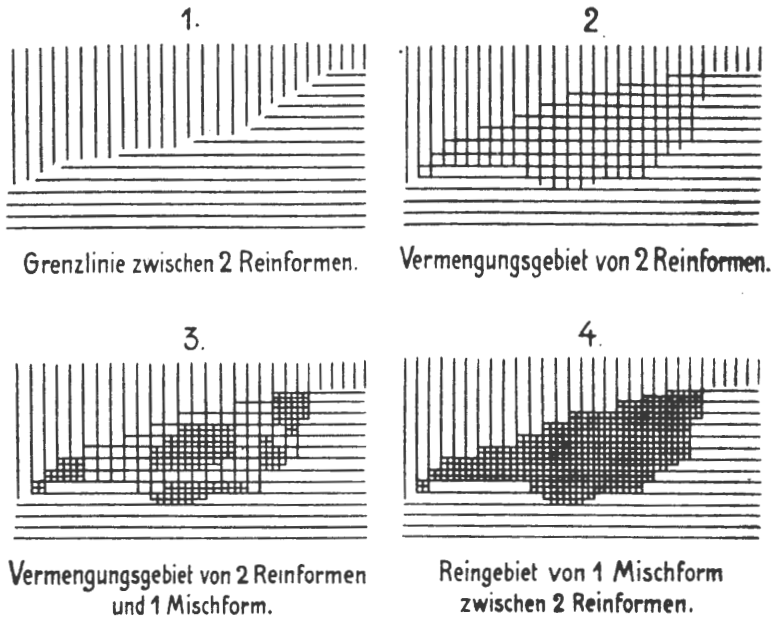 1.
2
Grenzlinie zwischen 2 Reinformen.
Vermengungsgebiet von 2 Reinformen.
3.
4.
Vermengungsgebiet von 2 Reinformen
und 1 Mischform.
Reingebiet von 1 Mischform
zwischen 2 Reinformen.